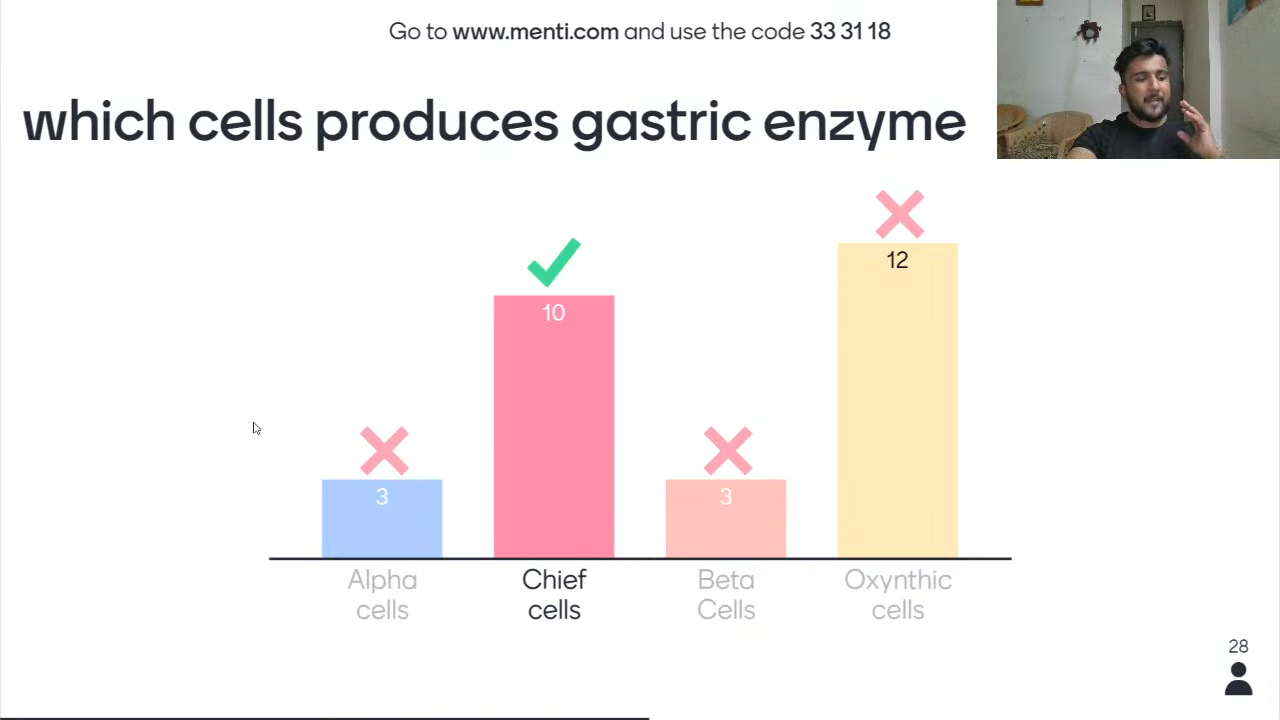 Go to www.menti.com and use the code 33 31 18
which cells produces gastric enzyme
3
10
3
12
Alpha
cells
Chief
cells
Beta
Cells
Oxynthic
cells
28